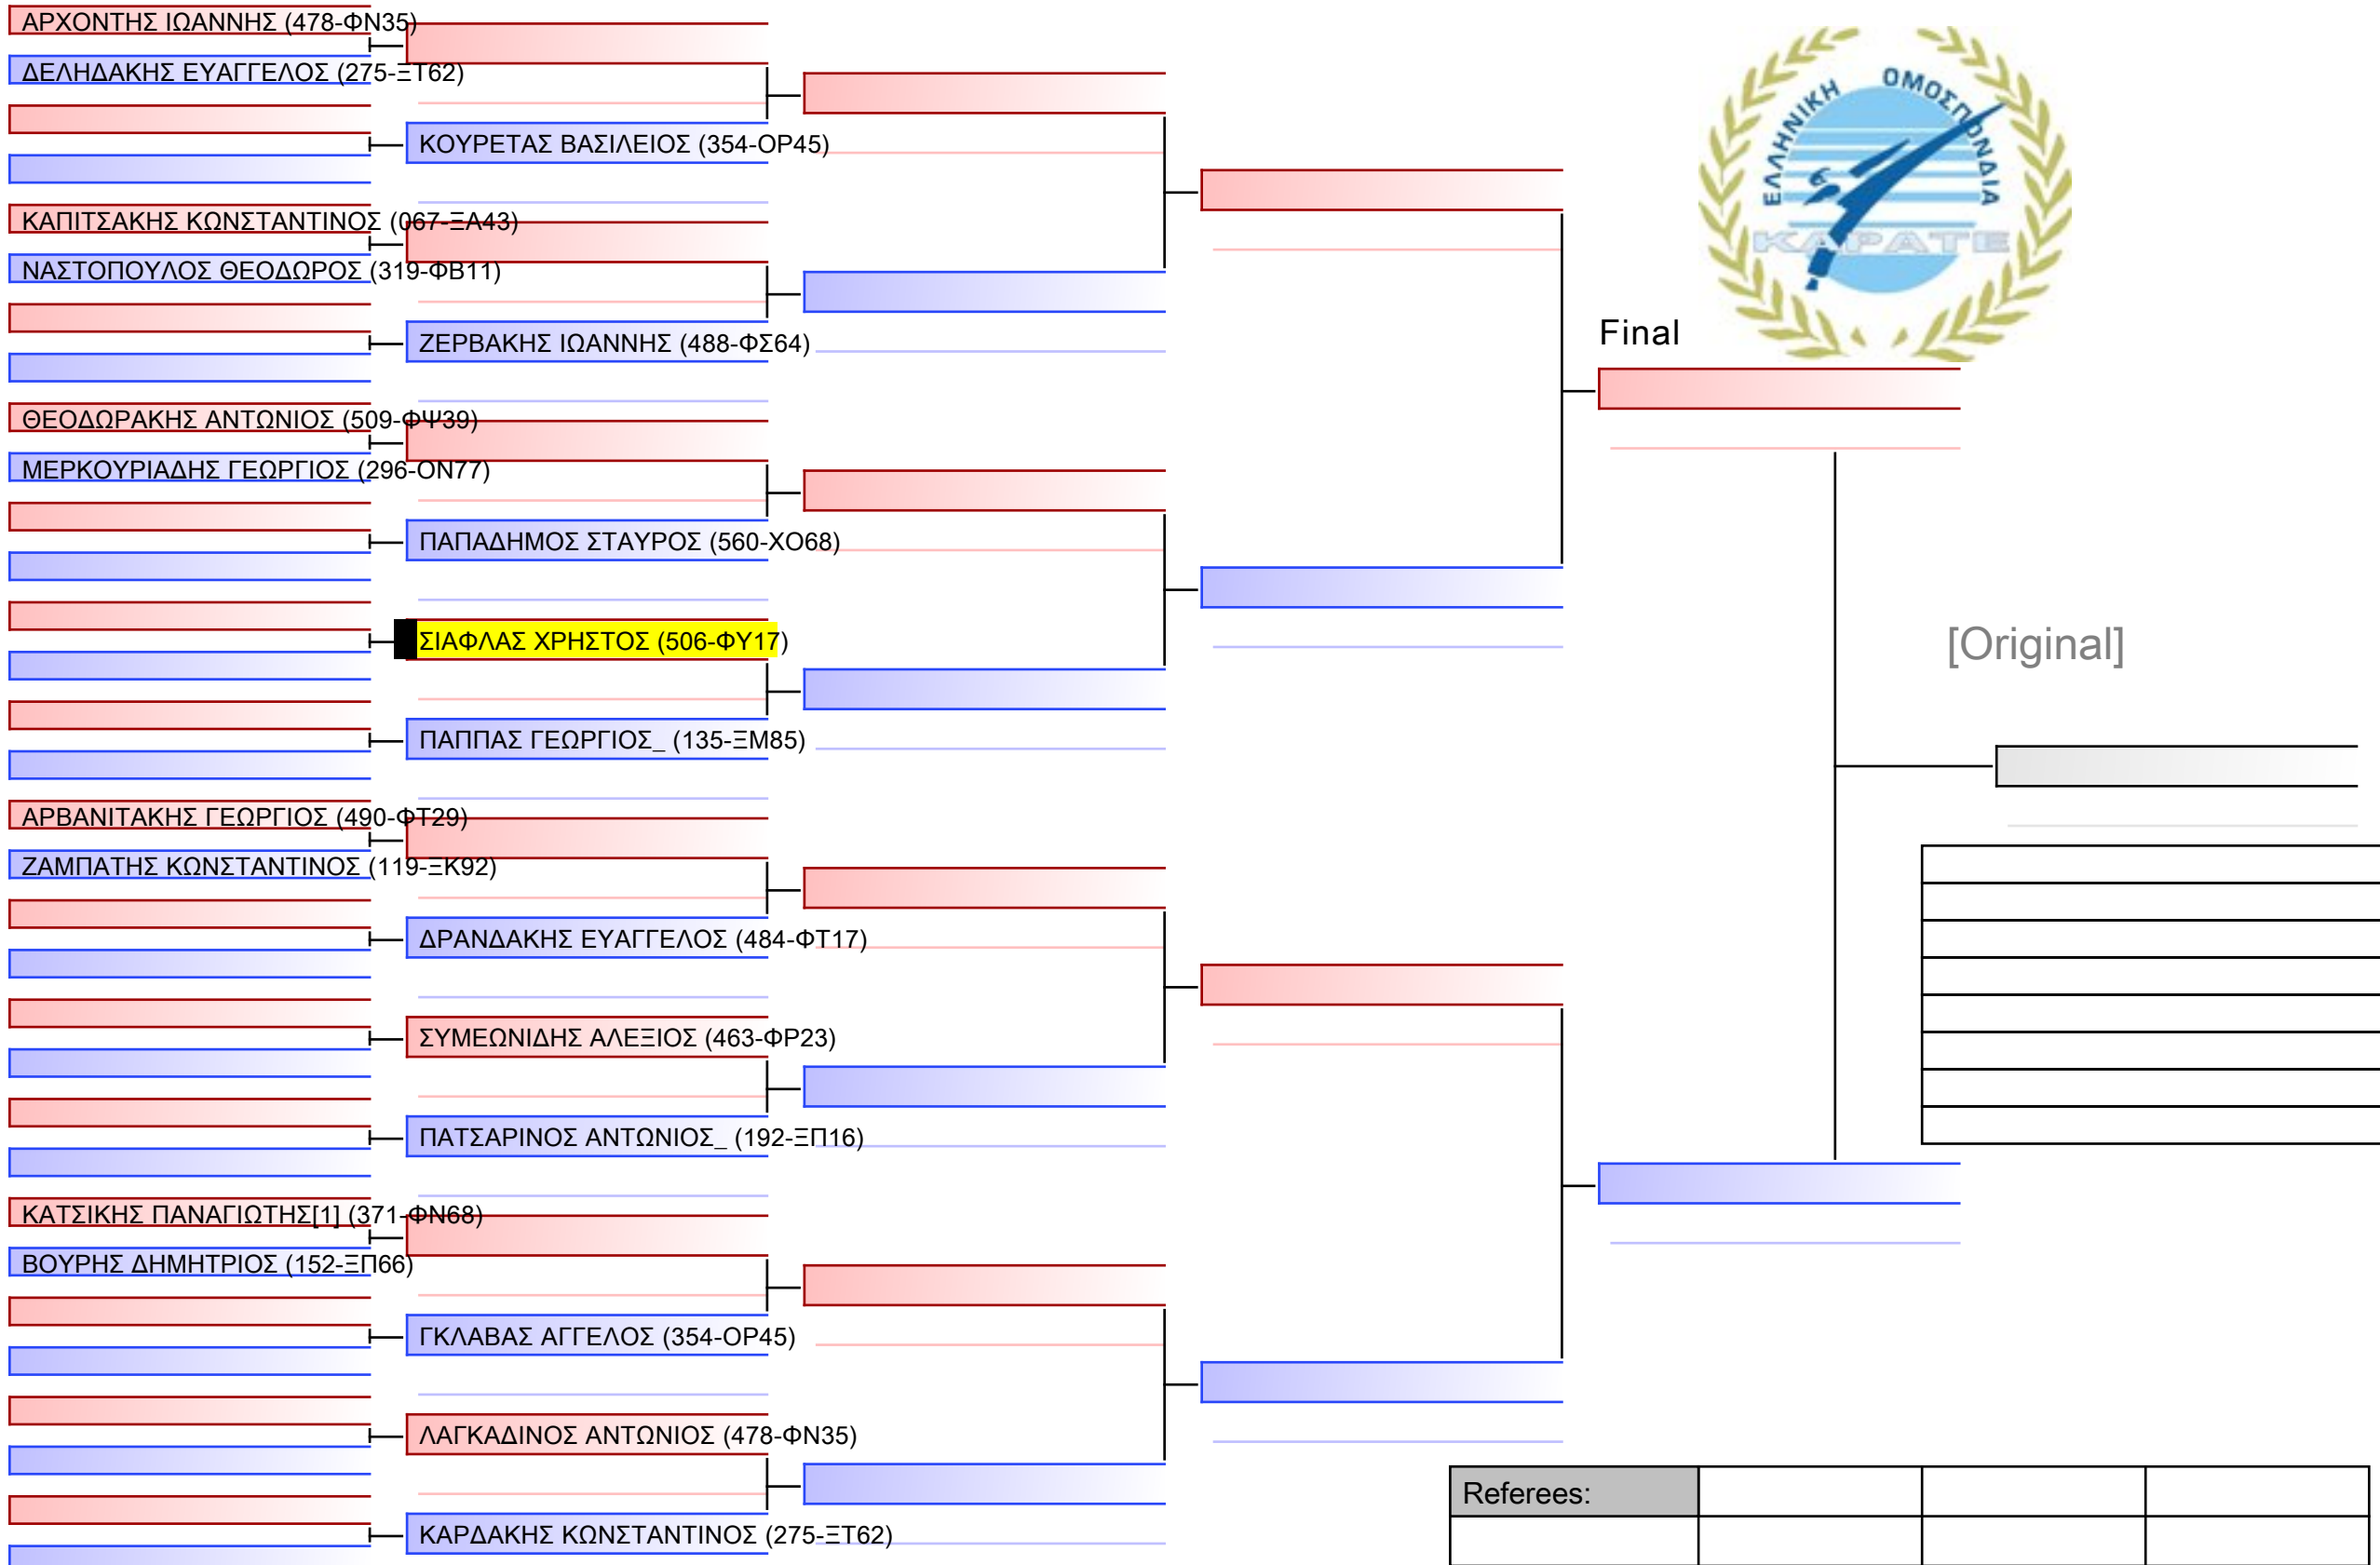 ΑΡΧΟΝΤΗΣ ΙΩΑΝΝΗΣ (478-ΦΝ35)
ΔΕΛΗΔΑΚΗΣ ΕΥΑΓΓΕΛΟΣ (275-ΞΤ62)
ΚΟΥΡΕΤΑΣ ΒΑΣΙΛΕΙΟΣ (354-ΟΡ45)
ΚΑΠΙΤΣΑΚΗΣ ΚΩΝΣΤΑΝΤΙΝΟΣ (067-ΞΑ43)
ΝΑΣΤΟΠΟΥΛΟΣ ΘΕΟΔΩΡΟΣ (319-ΦΒ11)
ΖΕΡΒΑΚΗΣ ΙΩΑΝΝΗΣ (488-ΦΣ64)
ΘΕΟΔΩΡΑΚΗΣ ΑΝΤΩΝΙΟΣ (509-ΦΨ39)
ΜΕΡΚΟΥΡΙΑΔΗΣ ΓΕΩΡΓΙΟΣ (296-ΟΝ77)
ΠΑΠΑΔΗΜΟΣ ΣΤΑΥΡΟΣ (560-ΧΟ68)
ΣΙΑΦΛΑΣ ΧΡΗΣΤΟΣ (506-ΦΥ17)
ΠΑΠΠΑΣ ΓΕΩΡΓΙΟΣ_ (135-ΞΜ85)
ΑΡΒΑΝΙΤΑΚΗΣ ΓΕΩΡΓΙΟΣ (490-ΦΤ29)
ΖΑΜΠΑΤΗΣ ΚΩΝΣΤΑΝΤΙΝΟΣ (119-ΞΚ92)
ΔΡΑΝΔΑΚΗΣ ΕΥΑΓΓΕΛΟΣ (484-ΦΤ17)
ΣΥΜΕΩΝΙΔΗΣ ΑΛΕΞΙΟΣ (463-ΦΡ23)
ΠΑΤΣΑΡΙΝΟΣ ΑΝΤΩΝΙΟΣ_ (192-ΞΠ16)
ΚΑΤΣΙΚΗΣ ΠΑΝΑΓΙΩΤΗΣ[1] (371-ΦΝ68)
ΒΟΥΡΗΣ ΔΗΜΗΤΡΙΟΣ (152-ΞΠ66)
ΓΚΛΑΒΑΣ ΑΓΓΕΛΟΣ (354-ΟΡ45)
ΛΑΓΚΑΔΙΝΟΣ ΑΝΤΩΝΙΟΣ (478-ΦΝ35)
ΚΑΡΔΑΚΗΣ ΚΩΝΣΤΑΝΤΙΝΟΣ (275-ΞΤ62)
ΕΛΛΗΝΙΚΗ ΟΜΟΣΠΟΝΔΙΑ
ΚΑΡΑΤΕ
Final
[Original]
Referees: